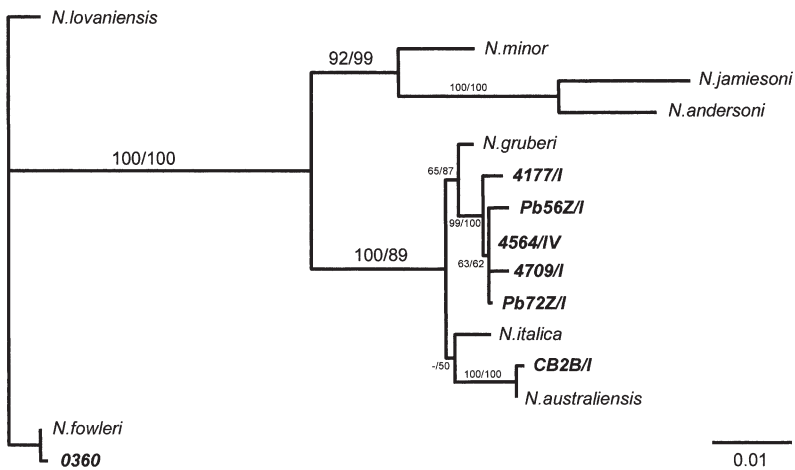 N.lovaniensis
N.minor
92/99
N.jamiesoni
100/100
N.andersoni
N.gruberi
100/100
65/87
4177/I
Pb56Z/I
99/100
4564/IV
100/89
63/62
4709/I
Pb72Z/I
N.italica
-/50
CB2B/I
100/100
N.australiensis
N.fowleri
0360
0.01